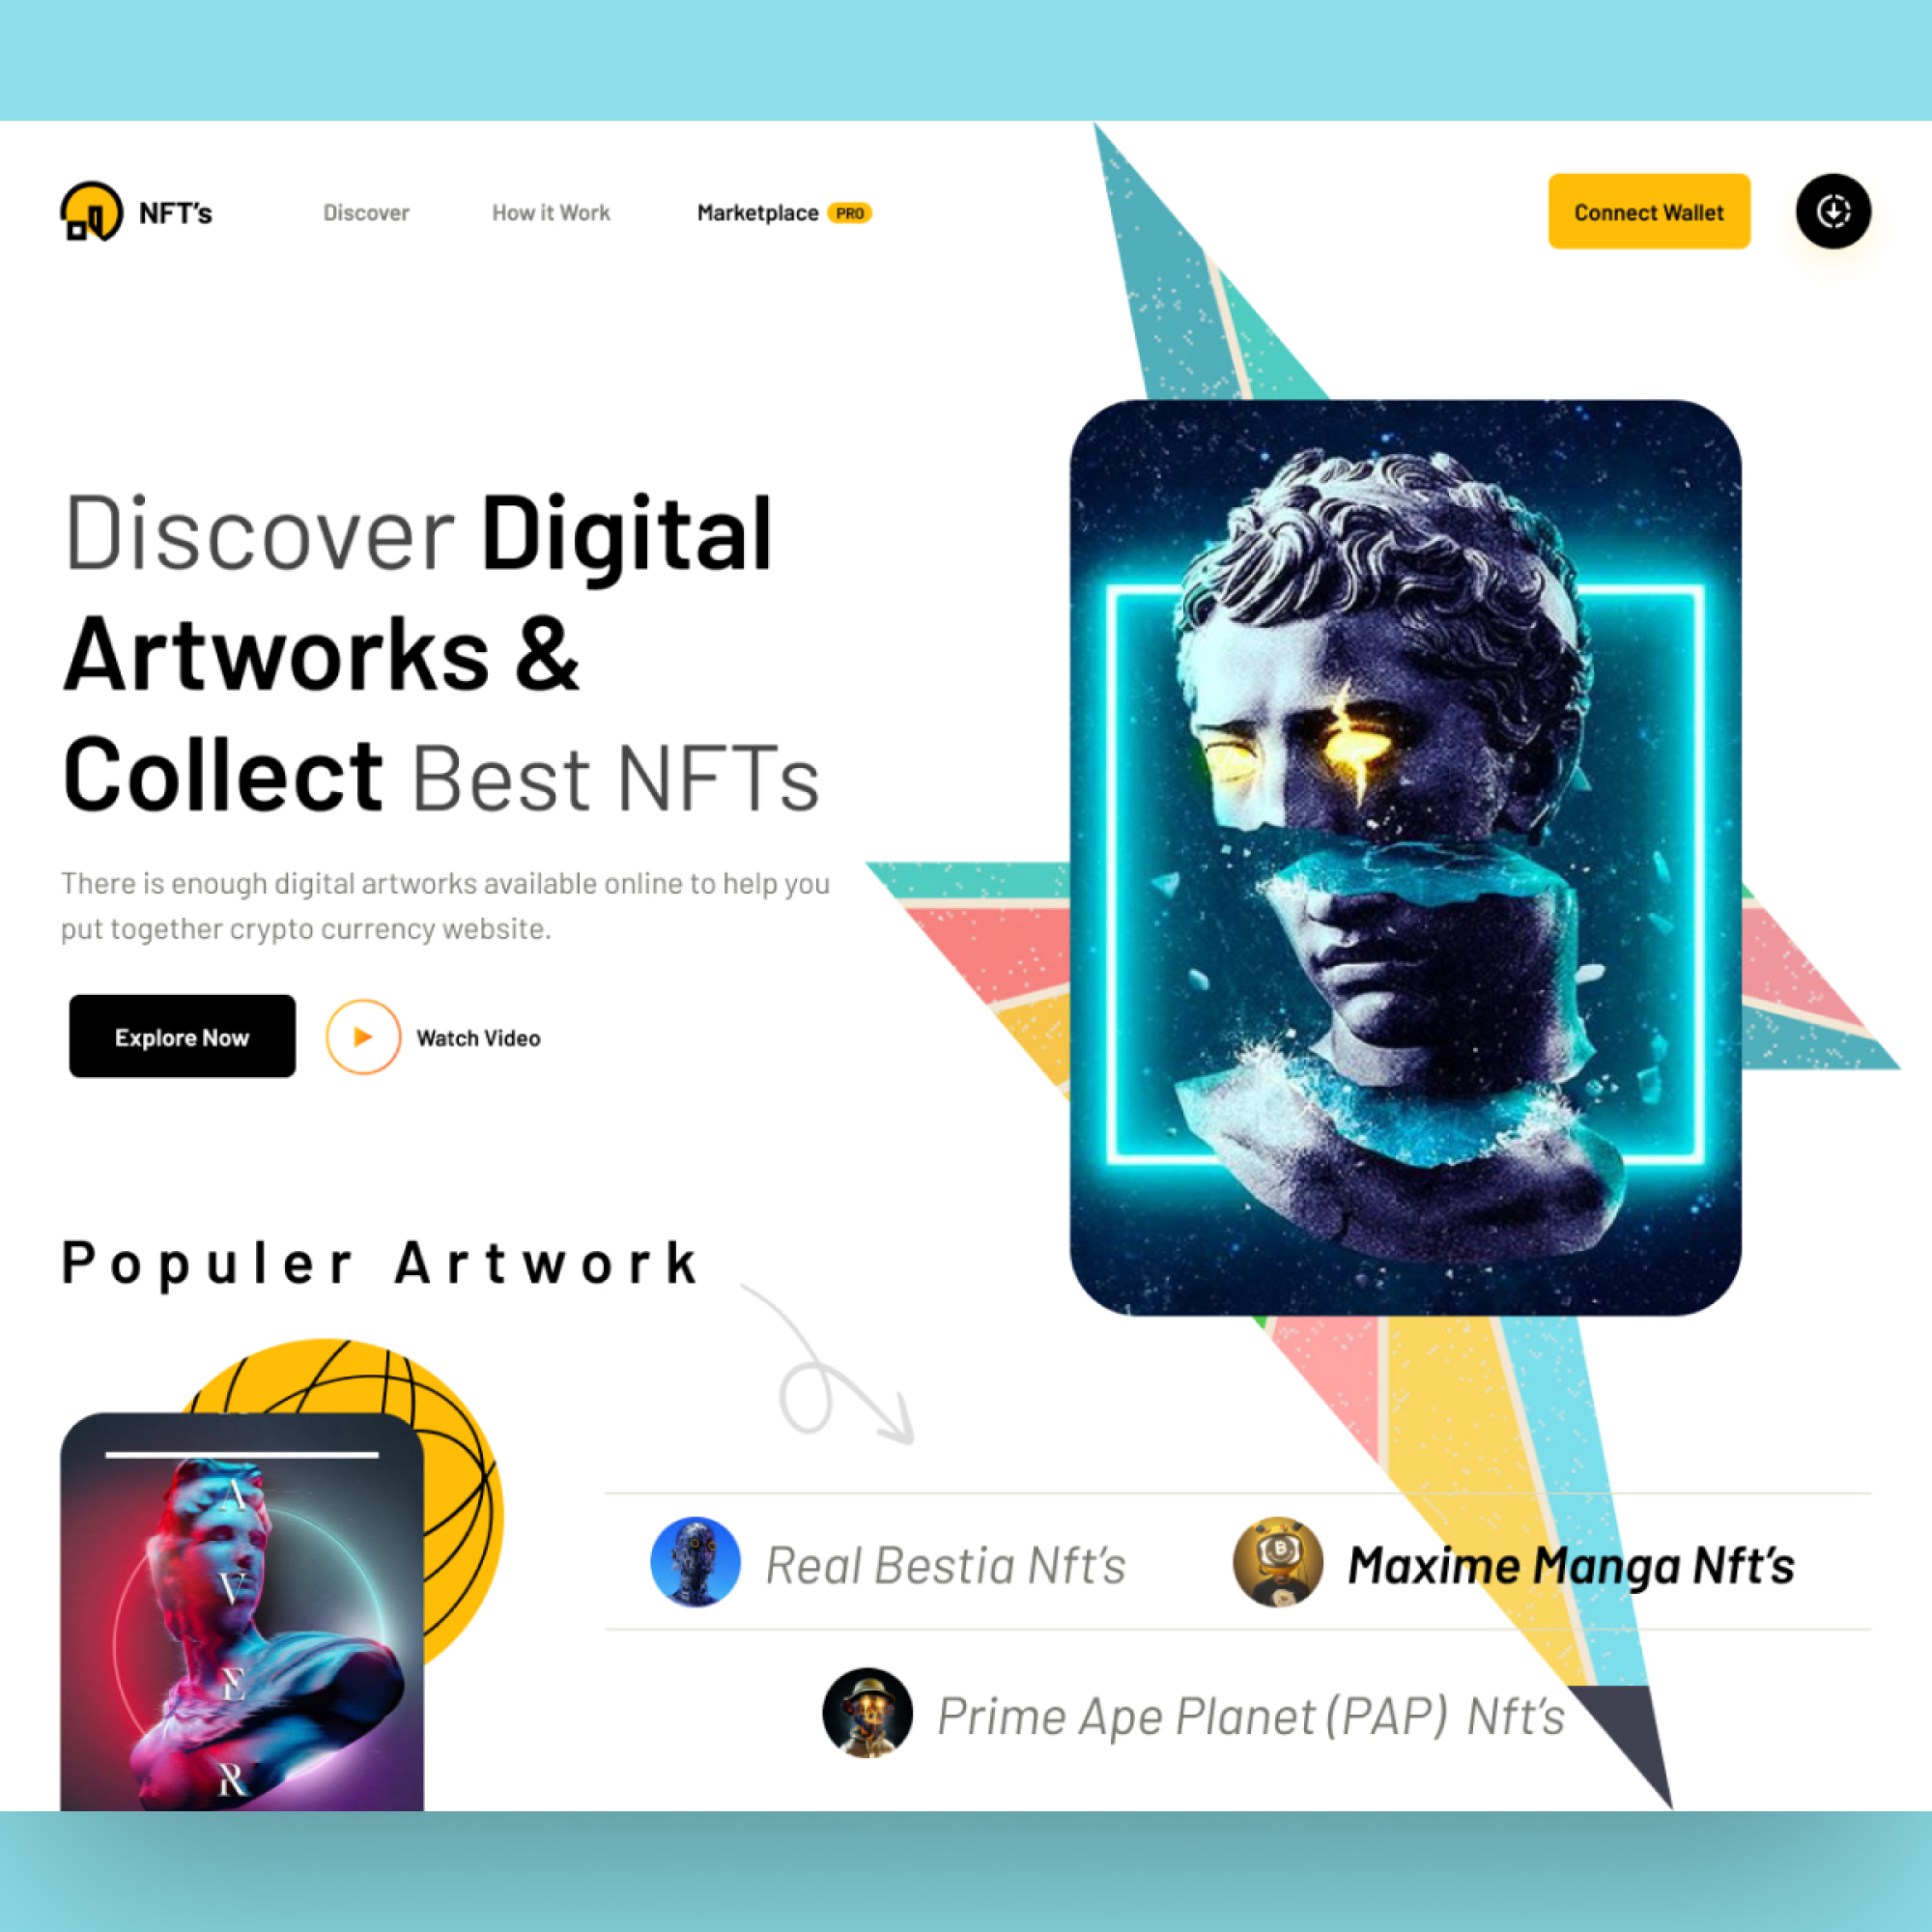 NFT's
Discover
How it Work
Marketplace PRO
Connect Wallet
Discover Digital
Artworks &
Collect Best NFTs
There is enough digital artworks available online to help you
put together crypto currency website.
Explore Now
Watch Video
Populer Artwork
A
V
E
R
Real Bestia Nft's
B
Maxime Manga Nft's
Prime Ape Planet (PAP) Nft's